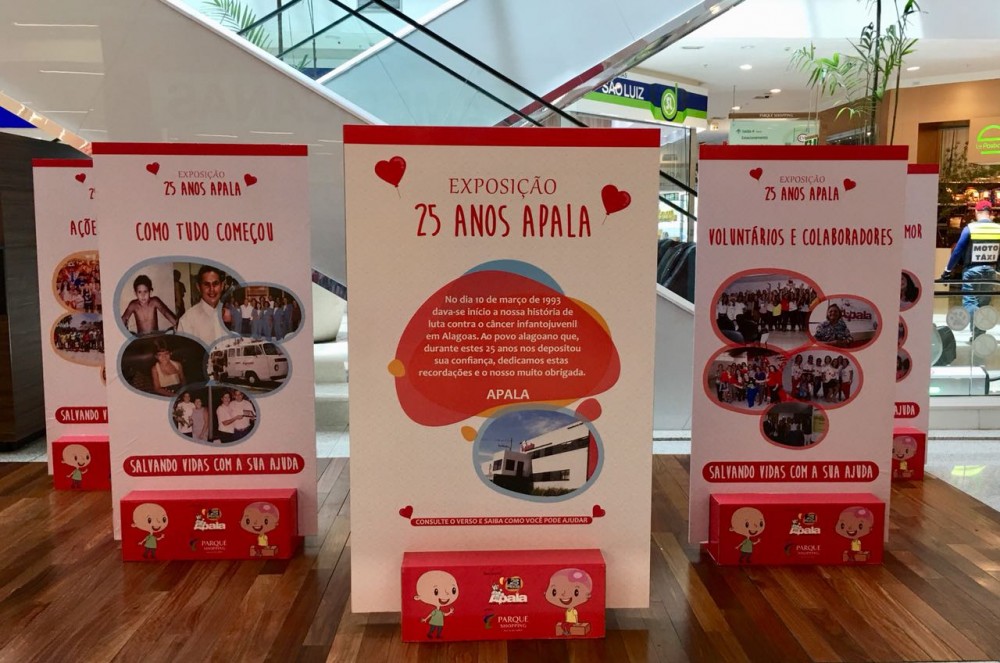 SÃO LUIZ
25
AÇÕE
SALVANDO V
EXPOSIÇÃO
25 ANOS APALA
COMO TUDO COMEÇOU
SALVANDO VIDAS COM A SUA AJUDA
Apala
PARQUE
SHOPPING
EXPOSIÇÃO
25 ANOS APALA
No dia 10 de março de 1993
dava-se início a nossa história de
luta contra o câncer infantojuvenil
em Alagoas. Ao povo alagoano que,
durante estes 25 anos nos depositou
sua confiança, dedicamos estas
recordações e o nosso muito obrigada.
APALA
CONSULTE O VERSO E SAIBA COMO VOCÊ PODE AJUDAR
Apala
PARQUE
SHOPPING
EXPOSIÇÃO
25 ANOS APALA
VOLUNTÁRIOS E COLABORADORES
Apala
SALVANDO VIDAS COM A SUA AJUDA
Apala
PARQUE
SHOPPING
MOR
AJUDA
MOTO
TÁXI